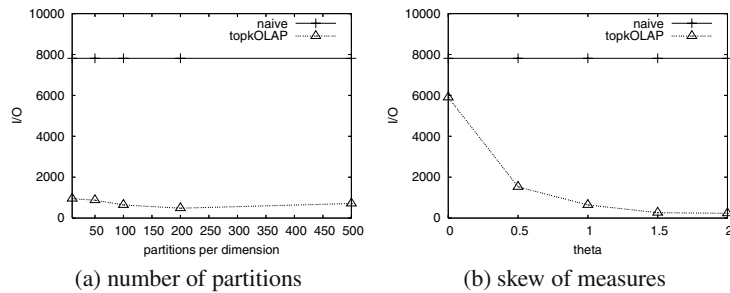 10000
8000
6000
4000
2000
0
I/O
naive
topkOLAP
50 100 150 200 250 300 350 400 450 500
partitions per dimension
(a) number of partitions
10000
8000
6000
4000
2000
0
I/O
naive
topkOLAP
0 0.5 1 1.5 2
theta
(b) skew of measures